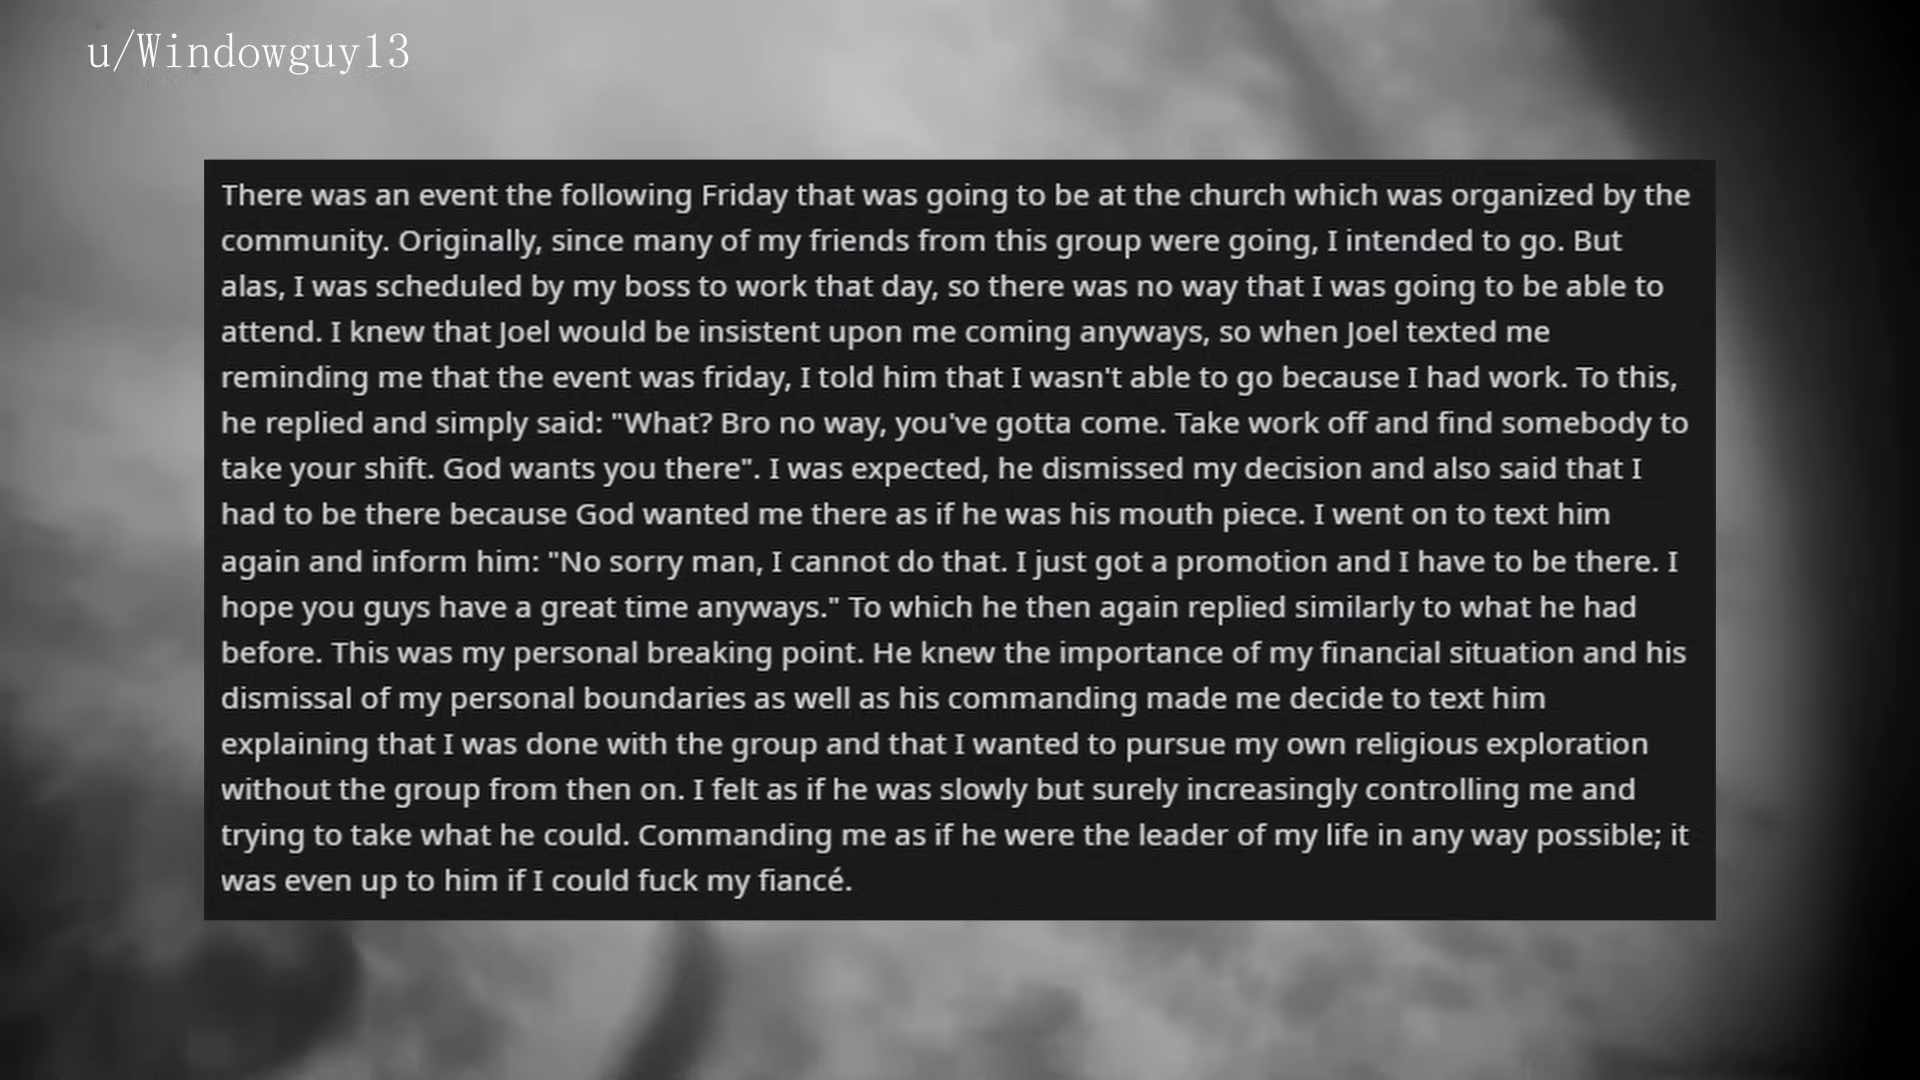 u/Windowguy13
There was an event the following Friday that was going to be at the church which was organized by the
community. Originally, since many of my friends from this group were going, I intended to go. But
alas, I was scheduled by my boss to work that day, so there was no way that I was going to be able to
attend. I knew that Joel would be insistent upon me coming anyways, so when Joel texted me
reminding me that the event was friday, I told him that I wasn't able to go because I had work. To this,
he replied and simply said: "What? Bro no way, you've gotta come. Take work off and find somebody to
take your shift. God wants you there". I was expected, he dismissed my decision and also said that I
had to be there because God wanted me there as if he was his mouth piece. I went on to text him
again and inform him: "No sorry man, I cannot do that. I just got a promotion and I have to be there. I
hope you guys have a great time anyways." To which he then again replied similarly to what he had
before. This was my personal breaking point. He knew the importance of my financial situation and his
dismissal of my personal boundaries as well as his commanding made me decide to text him
explaining that I was done with the group and that I wanted to pursue my own religious exploration
without the group from then on. I felt as if he was slowly but surely increasingly controlling me and
trying to take what he could. Commanding me as if he were the leader of my life in any way possible; it
was even up to him if I could fuck my fiancé.